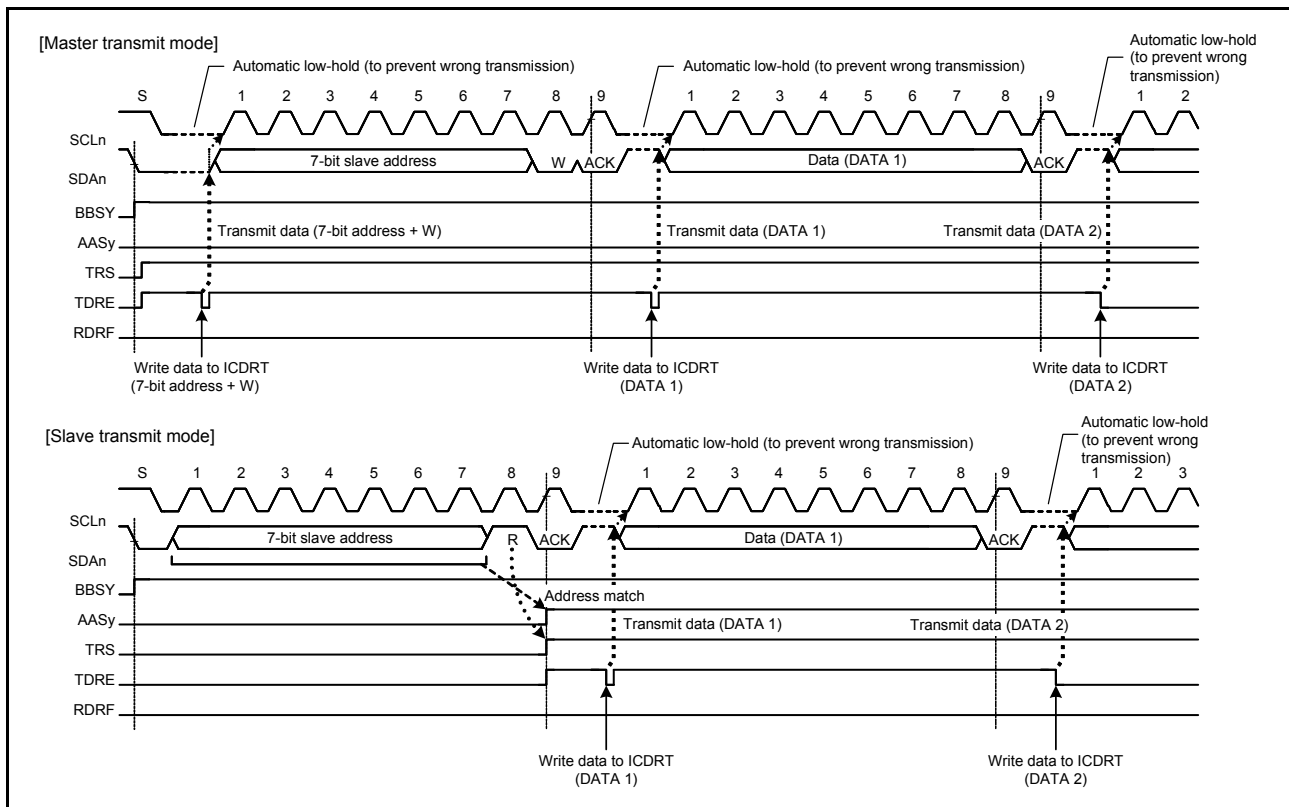 [Master transmit mode]
Automatic low-hold (to prevent wrong transmission)
Automatic low-hold (to prevent wrong transmission)
Automatic low-hold
(to prevent wrong
transmission)
S 1 2 3 4 5 6 7 8 9 1 2 3 4 5 6 7 8 9 1 2
SCLn
7-bit slave address W ACK Data (DATA 1) ACK
SDAn
BBSY
Transmit data (7-bit address + W) Transmit data (DATA 1) Transmit data (DATA 2)
AASy
TRS
TDRE
RDRF
Write data to ICDRT
(7-bit address + W)
Write data to ICDRT
(DATA 1)
Write data to ICDRT
(DATA 2)
[Slave transmit mode]
Automatic low-hold (to prevent wrong transmission)
Automatic low-hold
(to prevent wrong
transmission)
S 1 2 3 4 5 6 7 8 9 1 2 3 4 5 6 7 8 9 1 2 3
SCLn
7-bit slave address R ACK Data (DATA 1) ACK
SDAn
BBSY
Address match
AASy
Transmit data (DATA 1) Transmit data (DATA 2)
TRS
TDRE
RDRF
Write data to ICDRT
(DATA 1)
Write data to ICDRT
(DATA 2)